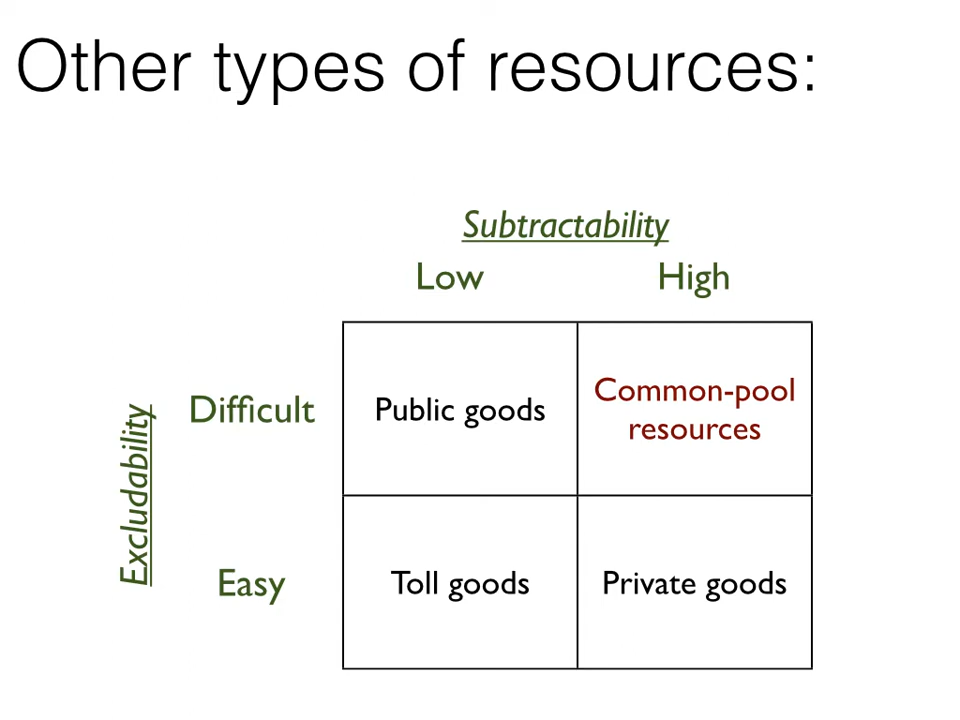 Other types of resources:
Subtractability
Low High
Excludability
Difficult Public goods Common-pool
resources
Easy Toll goods Private goods